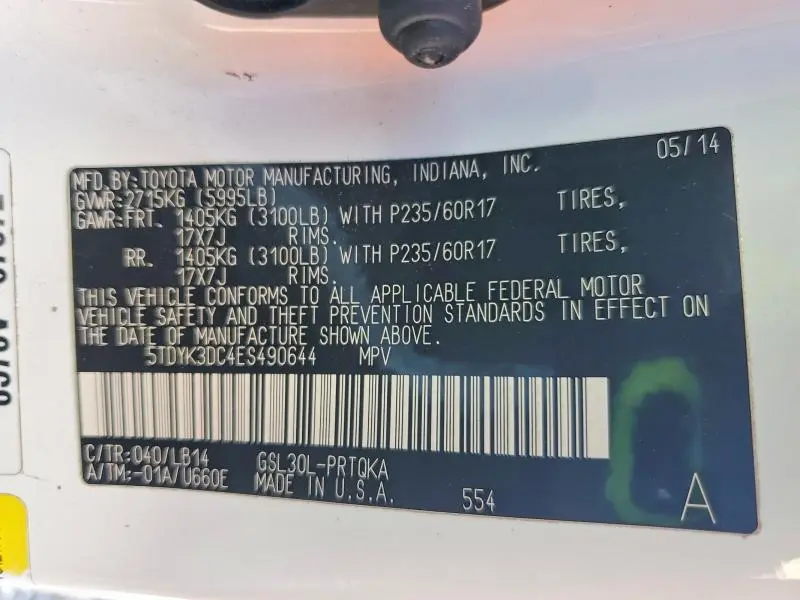 05/14
MFD.BY:TOYOTA MOTOR MANUFACTURING, INDIANA, INC.
GVWR:2715KG (5995LB)
GAWR:FRT. 1405KG (3100LB) WITH P235/60R17 TIRES,
17X7J RIMS.
RR. 1405KG (3100LB) WITH P235/60R17 TIRES,
17X7J RIMS.
THIS VEHICLE CONFORMS TO ALL APPLICABLE FEDERAL MOTOR
VEHICLE SAFETY AND THEFT PREVENTION STANDARDS IN EFFECT ON
THE DATE OF MANUFACTURE SHOWN ABOVE.
5TDYK3DC4ES490644 MPV
C/TR:040/LB14 GSL30L-PRTQKA
A/TM:-01A/U660E MADE IN U.S.A. 554 A